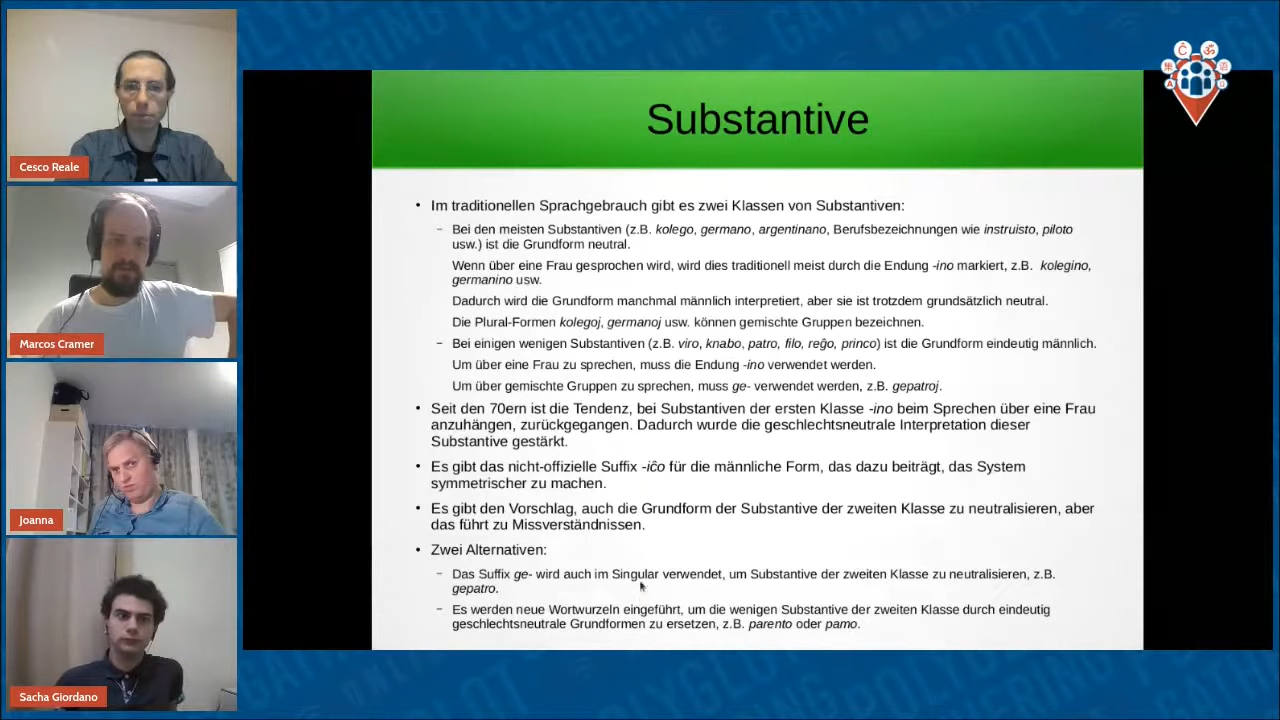 Cesco Reale
Marcos Cramer
Joanna
Sacha Giordano
Substantive
• Im traditionellen Sprachgebrauch gibt es zwei Klassen von Substantiven:
– Bei den meisten Substantiven (z.B. kolego, germano, argentinano, Berufsbezeichnungen wie instruisto, piloto
usw.) ist die Grundform neutral.
Wenn über eine Frau gesprochen wird, wird dies traditionell meist durch die Endung -ino markiert, z.B. kolegino,
germanino usw.
Dadurch wird die Grundform manchmal männlich interpretiert, aber sie ist trotzdem grundsätzlich neutral.
Die Plural-Formen kolegoj, germanoj usw. können gemischte Gruppen bezeichnen.
– Bei einigen wenigen Substantiven (z.B. viro, knabo, patro, filo, reĝo, princo) ist die Grundform eindeutig männlich.
Um über eine Frau zu sprechen, muss die Endung -ino verwendet werden.
Um über gemischte Gruppen zu sprechen, muss ge- verwendet werden, z.B. gepatroj.
• Seit den 70ern ist die Tendenz, bei Substantiven der ersten Klasse -ino beim Sprechen über eine Frau
anzuhängen, zurückgegangen. Dadurch wurde die geschlechtsneutrale Interpretation dieser
Substantive gestärkt.
• Es gibt das nicht-offizielle Suffix -iĉo für die männliche Form, das dazu beiträgt, das System
symmetrischer zu machen.
• Es gibt den Vorschlag, auch die Grundform der Substantive der zweiten Klasse zu neutralisieren, aber
das führt zu Missverständnissen.
• Zwei Alternativen:
– Das Suffix ge- wird auch im Singular verwendet, um Substantive der zweiten Klasse zu neutralisieren, z.B.
gepatro.
– Es werden neue Wortwurzeln eingeführt, um die wenigen Substantive der zweiten Klasse durch eindeutig
geschlechtsneutrale Grundformen zu ersetzen, z.B. parento oder pamo.